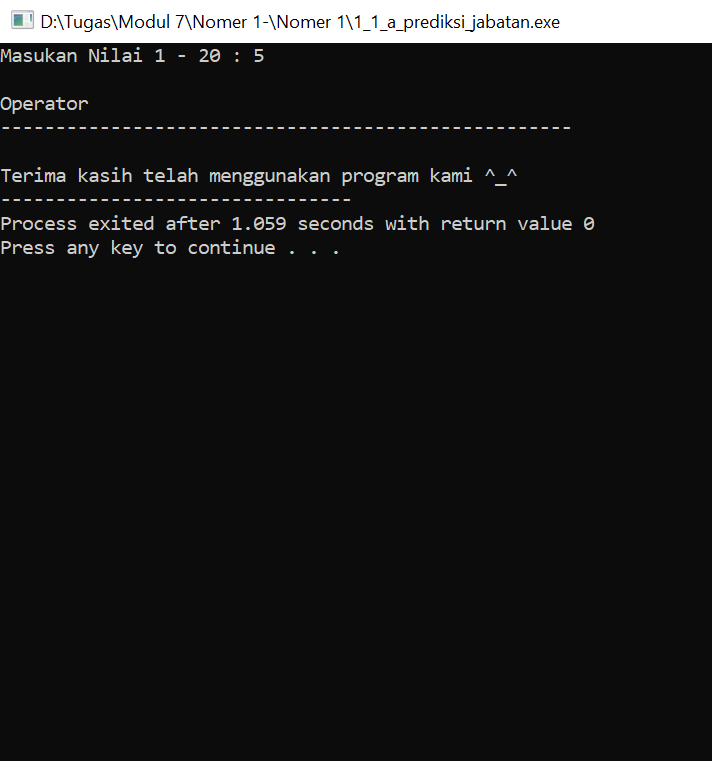 D:\Tugas\Modul 7\Nomer 1-\Nomer 1\1_1_a_prediksi_jabatan.exe
Masukan Nilai 1 - 20 : 5
Operator
----------------------------------------------------
Terima kasih telah menggunakan program kami ^_^
--------------------------------
Process exited after 1.059 seconds with return value 0
Press any key to continue . . .